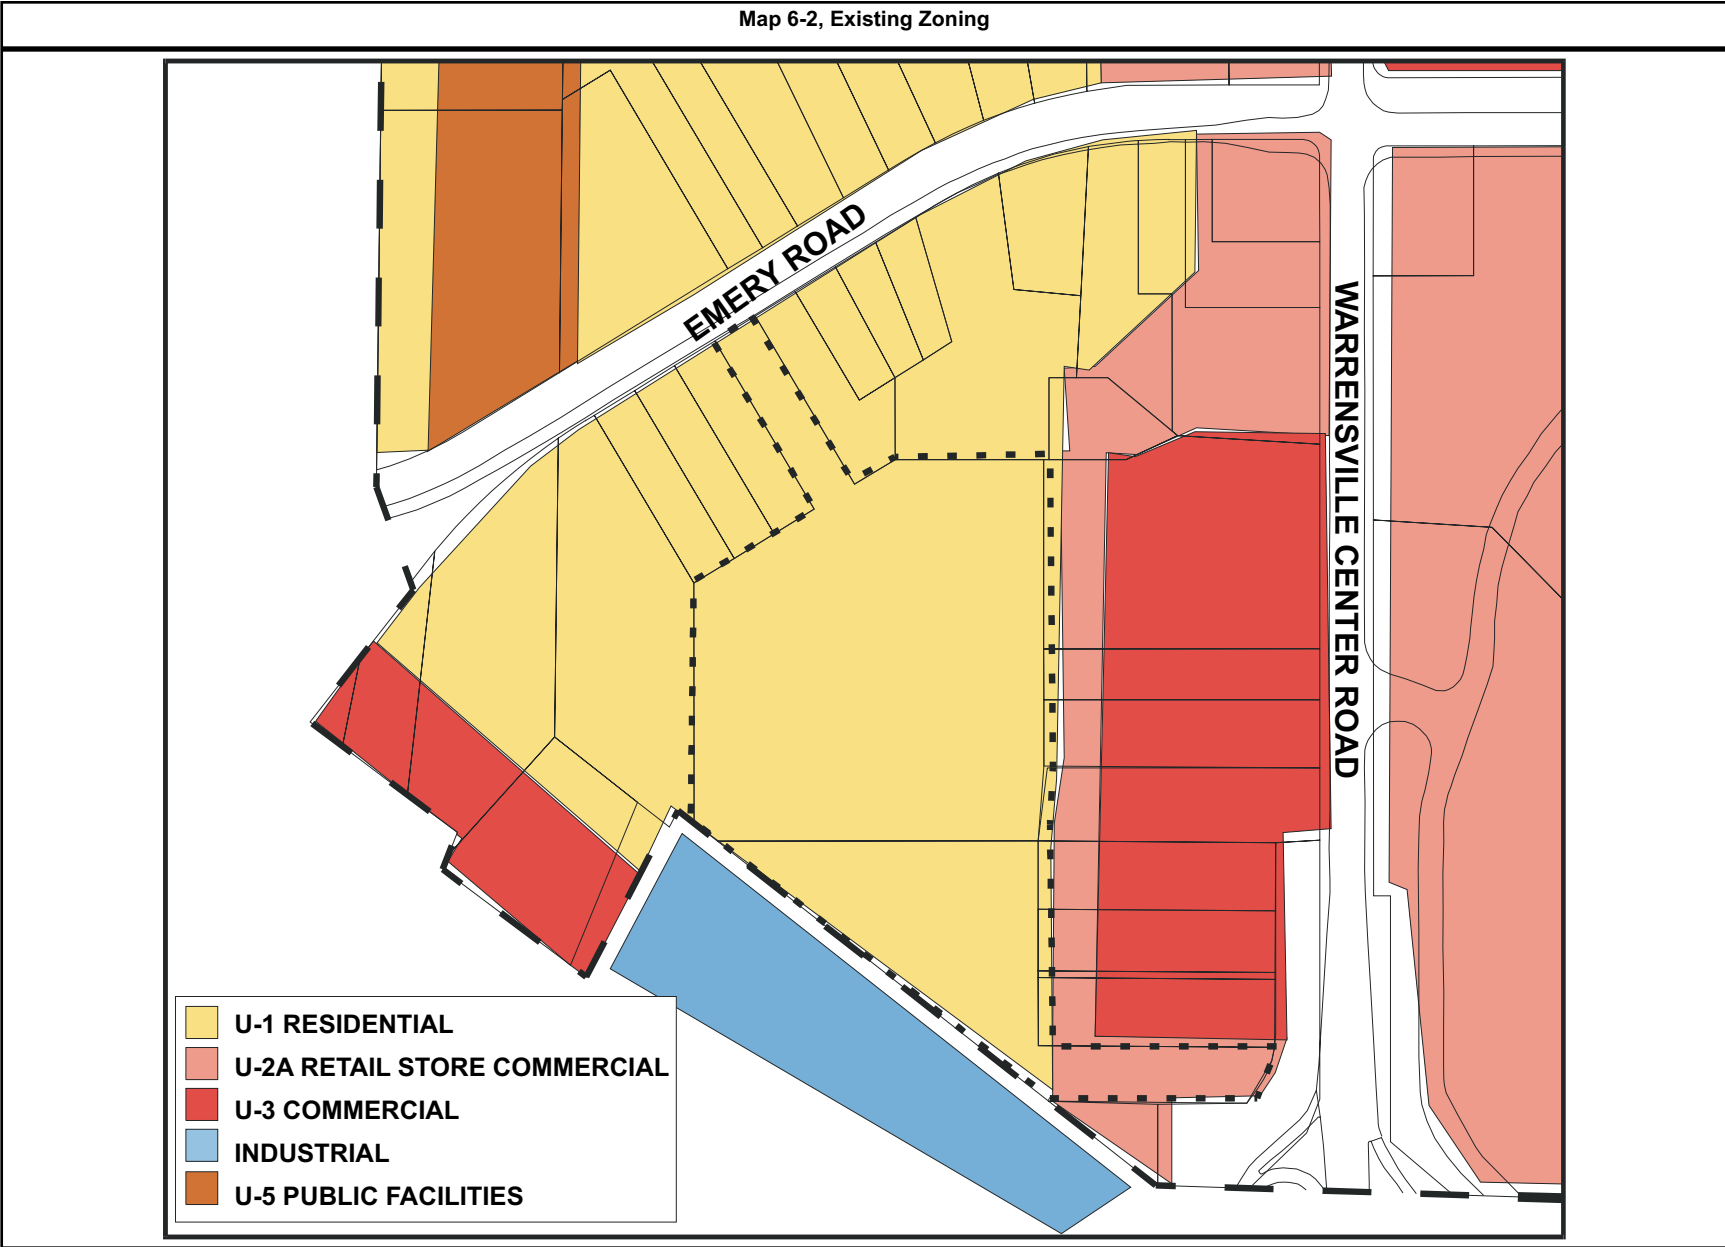 Map 6-2, Existing Zoning
EMERY ROAD
WARRENSVILLE CENTER ROAD
U-1 RESIDENTIAL
U-2A RETAIL STORE COMMERCIAL
U-3 COMMERCIAL
INDUSTRIAL
U-5 PUBLIC FACILITIES